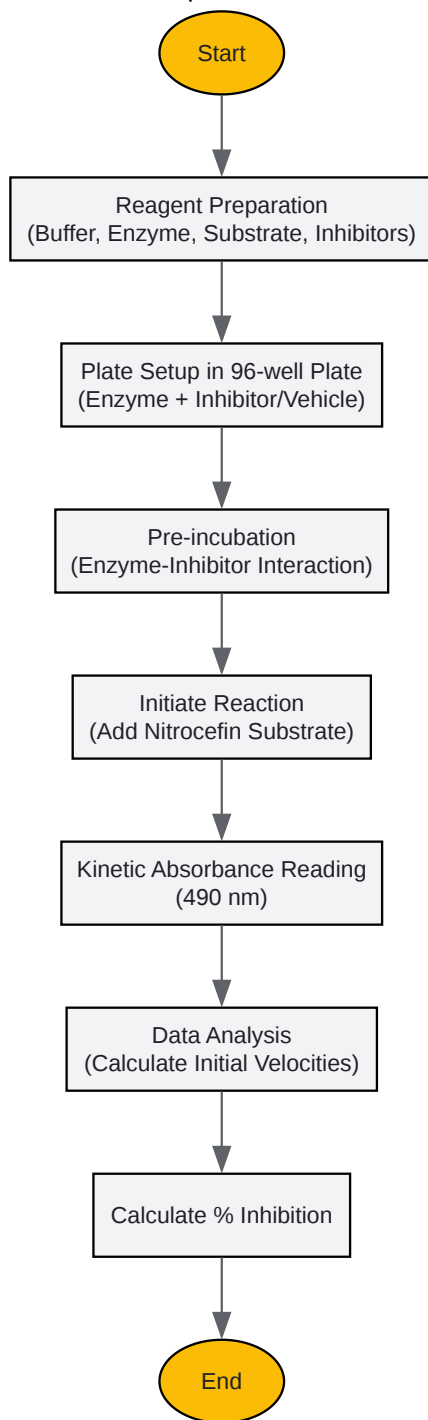 Start
Reagent Preparation
(Buffer, Enzyme, Substrate, Inhibitors)
Plate Setup in 96-well Plate
(Enzyme + Inhibitor/Vehicle)
Pre-incubation
(Enzyme-Inhibitor Interaction)
Initiate Reaction
(Add Nitrocefin Substrate)
Kinetic Absorbance Reading
(490 nm)
Data Analysis
(Calculate Initial Velocities)
Calculate % Inhibition
End